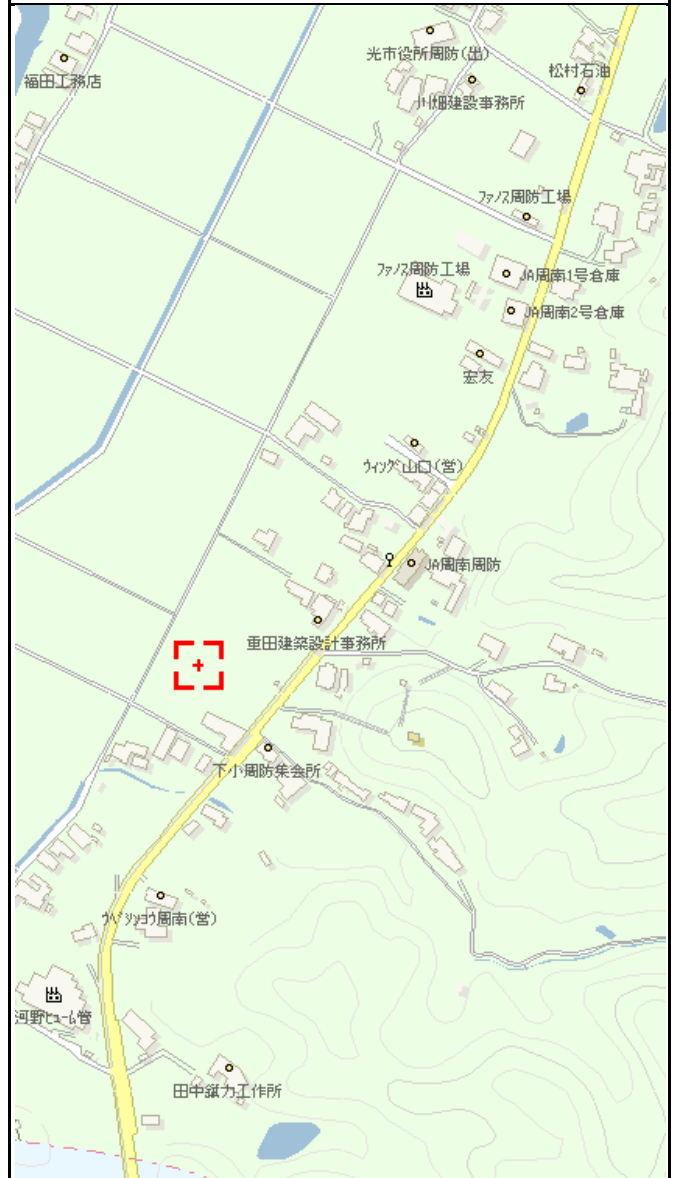 光市役所周防(出)
松村石油
福田工務店
川畑建設事務所
ファノス周防工場
ファノス周防工場
JA周南1号倉庫
JA周南2号倉庫
宏友
ウィング山口(営)
JA周南周防
重田建築設計事務所
下小周防集会所
ウベシショウ周南(営)
河野ヒューム管
田中鈑力工作所